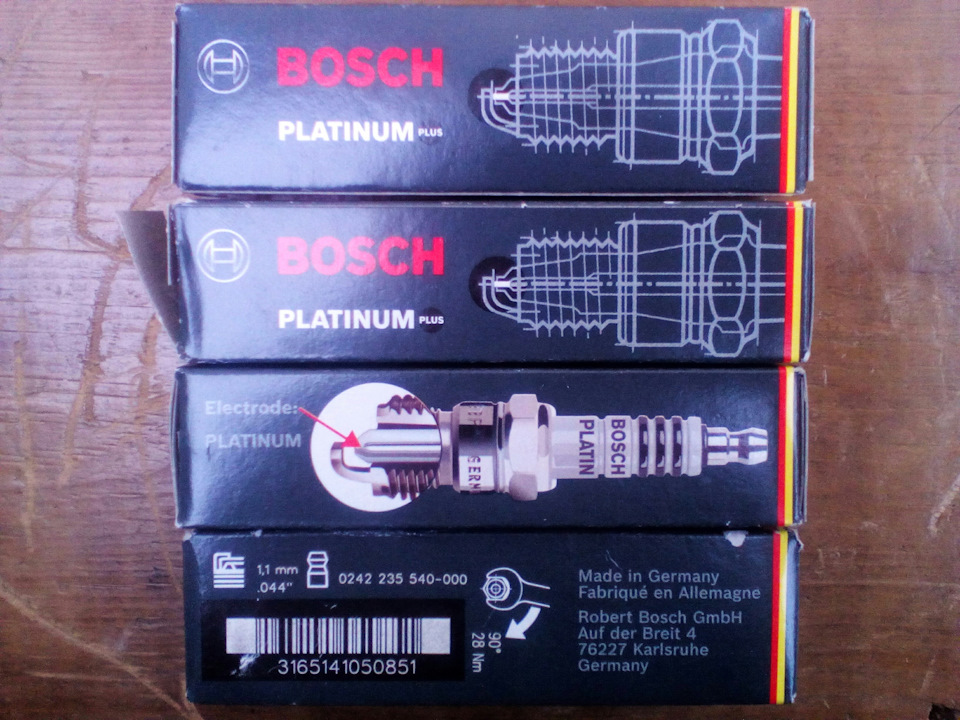 BOSCH
PLATINUM PLUS
BOSCH
PLATINUM PLUS
Electrode:
PLATINUM
GERM
BOSCH
PLATIN
1,1 mm
.044"
0242 235 540-000
3165141050851
90°
28 Nm
Made in Germany
Fabriqué en Allemagne
Robert Bosch GmbH
Auf der Breit 4
76227 Karlsruhe
Germany